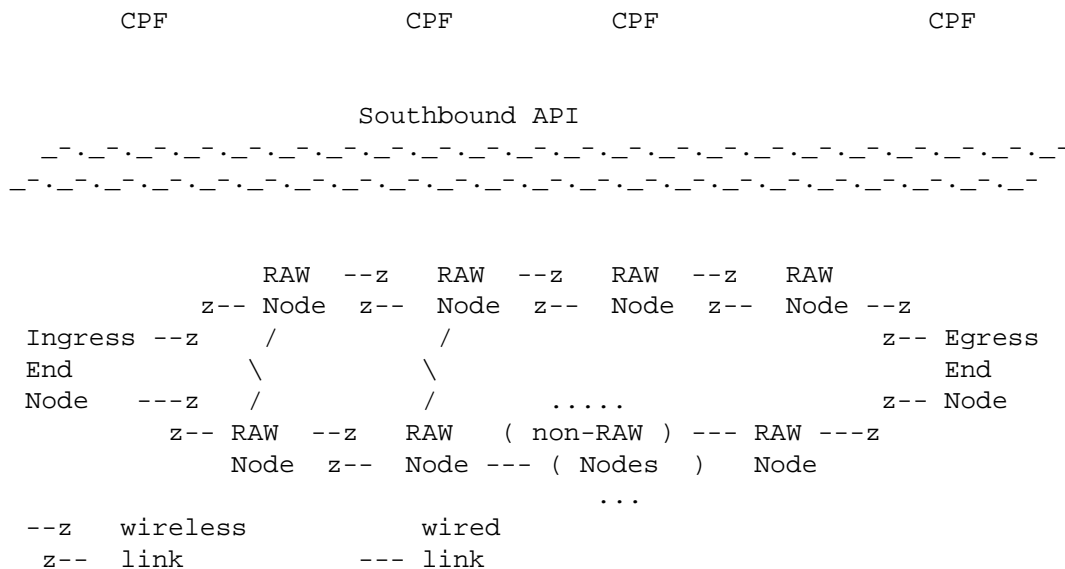 CPF CPF CPF CPF
Southbound API
_-._-._-._-._-._-._-._-._-._-._-._-._-._-._-._-._-._-._-._-._-._-
_-._-._-._-._-._-._-._-._-._-._-._-._-._-._-._-._-._-._-._-._-._-
RAW --z RAW --z RAW --z RAW
z-- Node z-- Node z-- Node z-- Node --z
Ingress --z / / z-- Egress
End \ \ End
Node ---z / / ..... z-- Node
z-- RAW --z RAW ( non-RAW ) --- RAW ---z
Node z-- Node --- ( Nodes ) Node
...
--z wireless wired
z-- link --- link